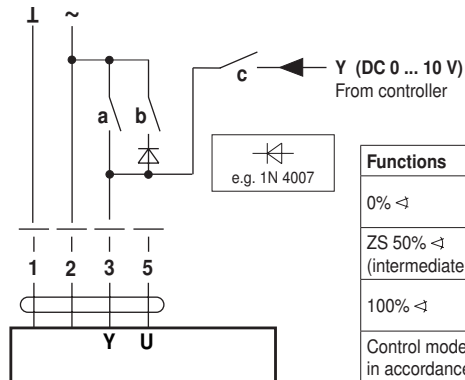 ⊥ ~
a b c
Y (DC 0 ... 10 V)
From controller
e.g. 1N 4007
1 2 3 5
Y U
Functions
0%
ZS 50%
(intermediate
100%
Control mode
in accordance